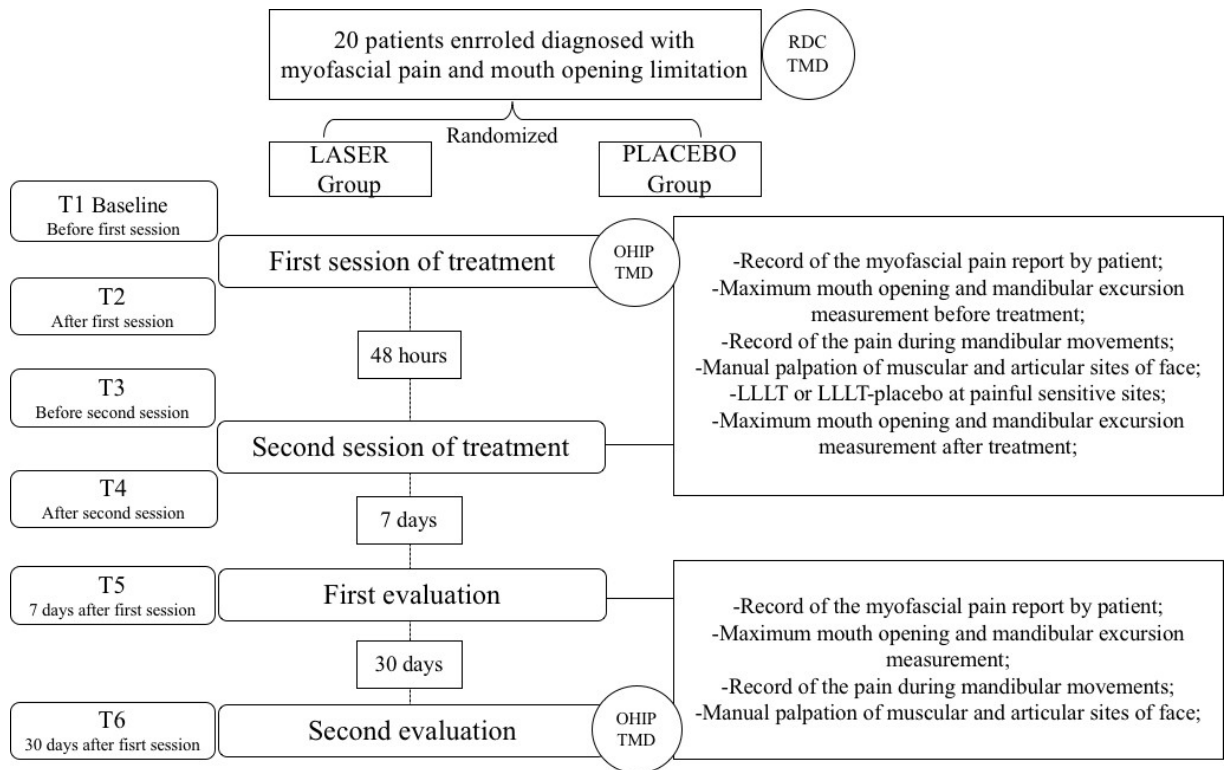 20 patients enrroled diagnosed with
myofascial pain and mouth opening limitation
RDC
TMD
Randomized
LASER
Group
PLACEBO
Group
T1 Baseline
Before first session
First session of treatment
OHIP
TMD
T2
After first session
48 hours
T3
Before second session
Second session of treatment
-Record of the myofascial pain report by patient;
-Maximum mouth opening and mandibular excursion
measurement before treatment;
-Record of the pain during mandibular movements;
-Manual palpation of muscular and articular sites of face;
-LLLT or LLLT-placebo at painful sensitive sites;
-Maximum mouth opening and mandibular excursion
measurement after treatment;
T4
After second session
7 days
T5
7 days after first session
First evaluation
30 days
T6
30 days after fisrt session
Second evaluation
OHIP
TMD
-Record of the myofascial pain report by patient;
-Maximum mouth opening and mandibular excursion
measurement;
-Record of the pain during mandibular movements;
-Manual palpation of muscular and articular sites of face;